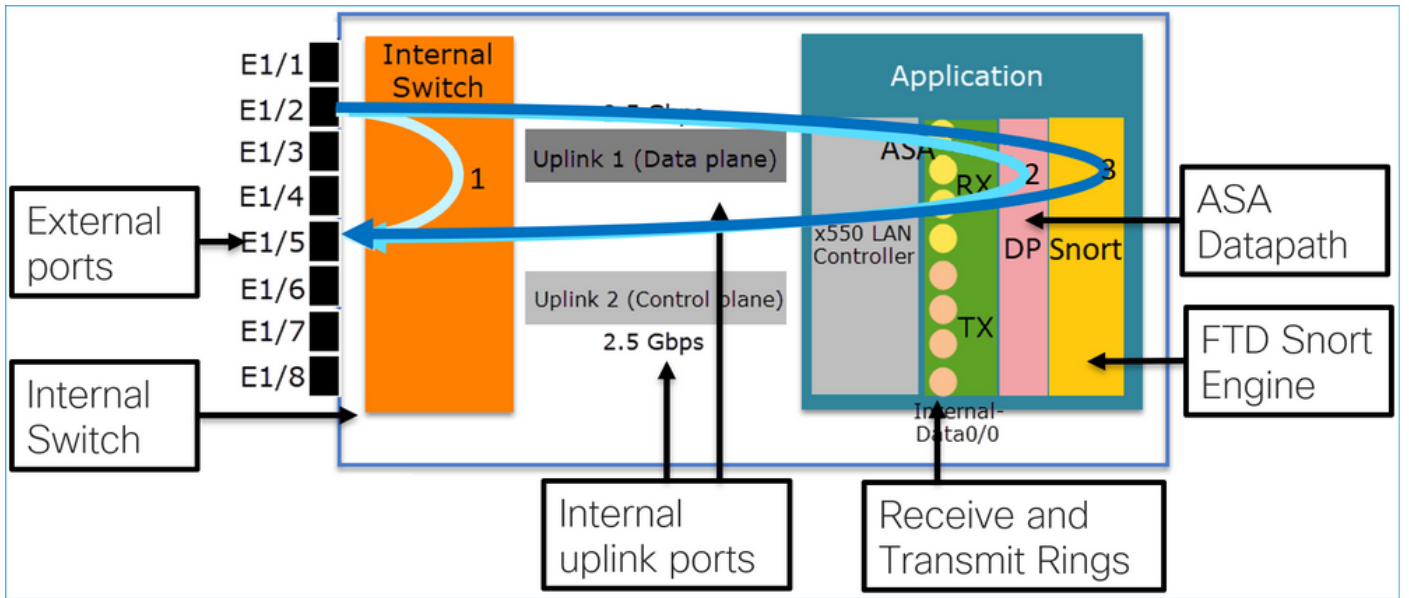 E1/1
E1/2
E1/3
E1/4
E1/5
E1/6
E1/7
E1/8
External
ports
Internal
Switch
Internal
Switch
1
Uplink 1 (Data plane)
Uplink 2 (Control plane)
2.5 Gbps
Application
ASA
x550 LAN
Controller
RX
TX
2
DP
3
Snort
Internal-
Data0/0
ASA
Datapath
FTD Snort
Engine
Internal
uplink ports
Receive and
Transmit Rings